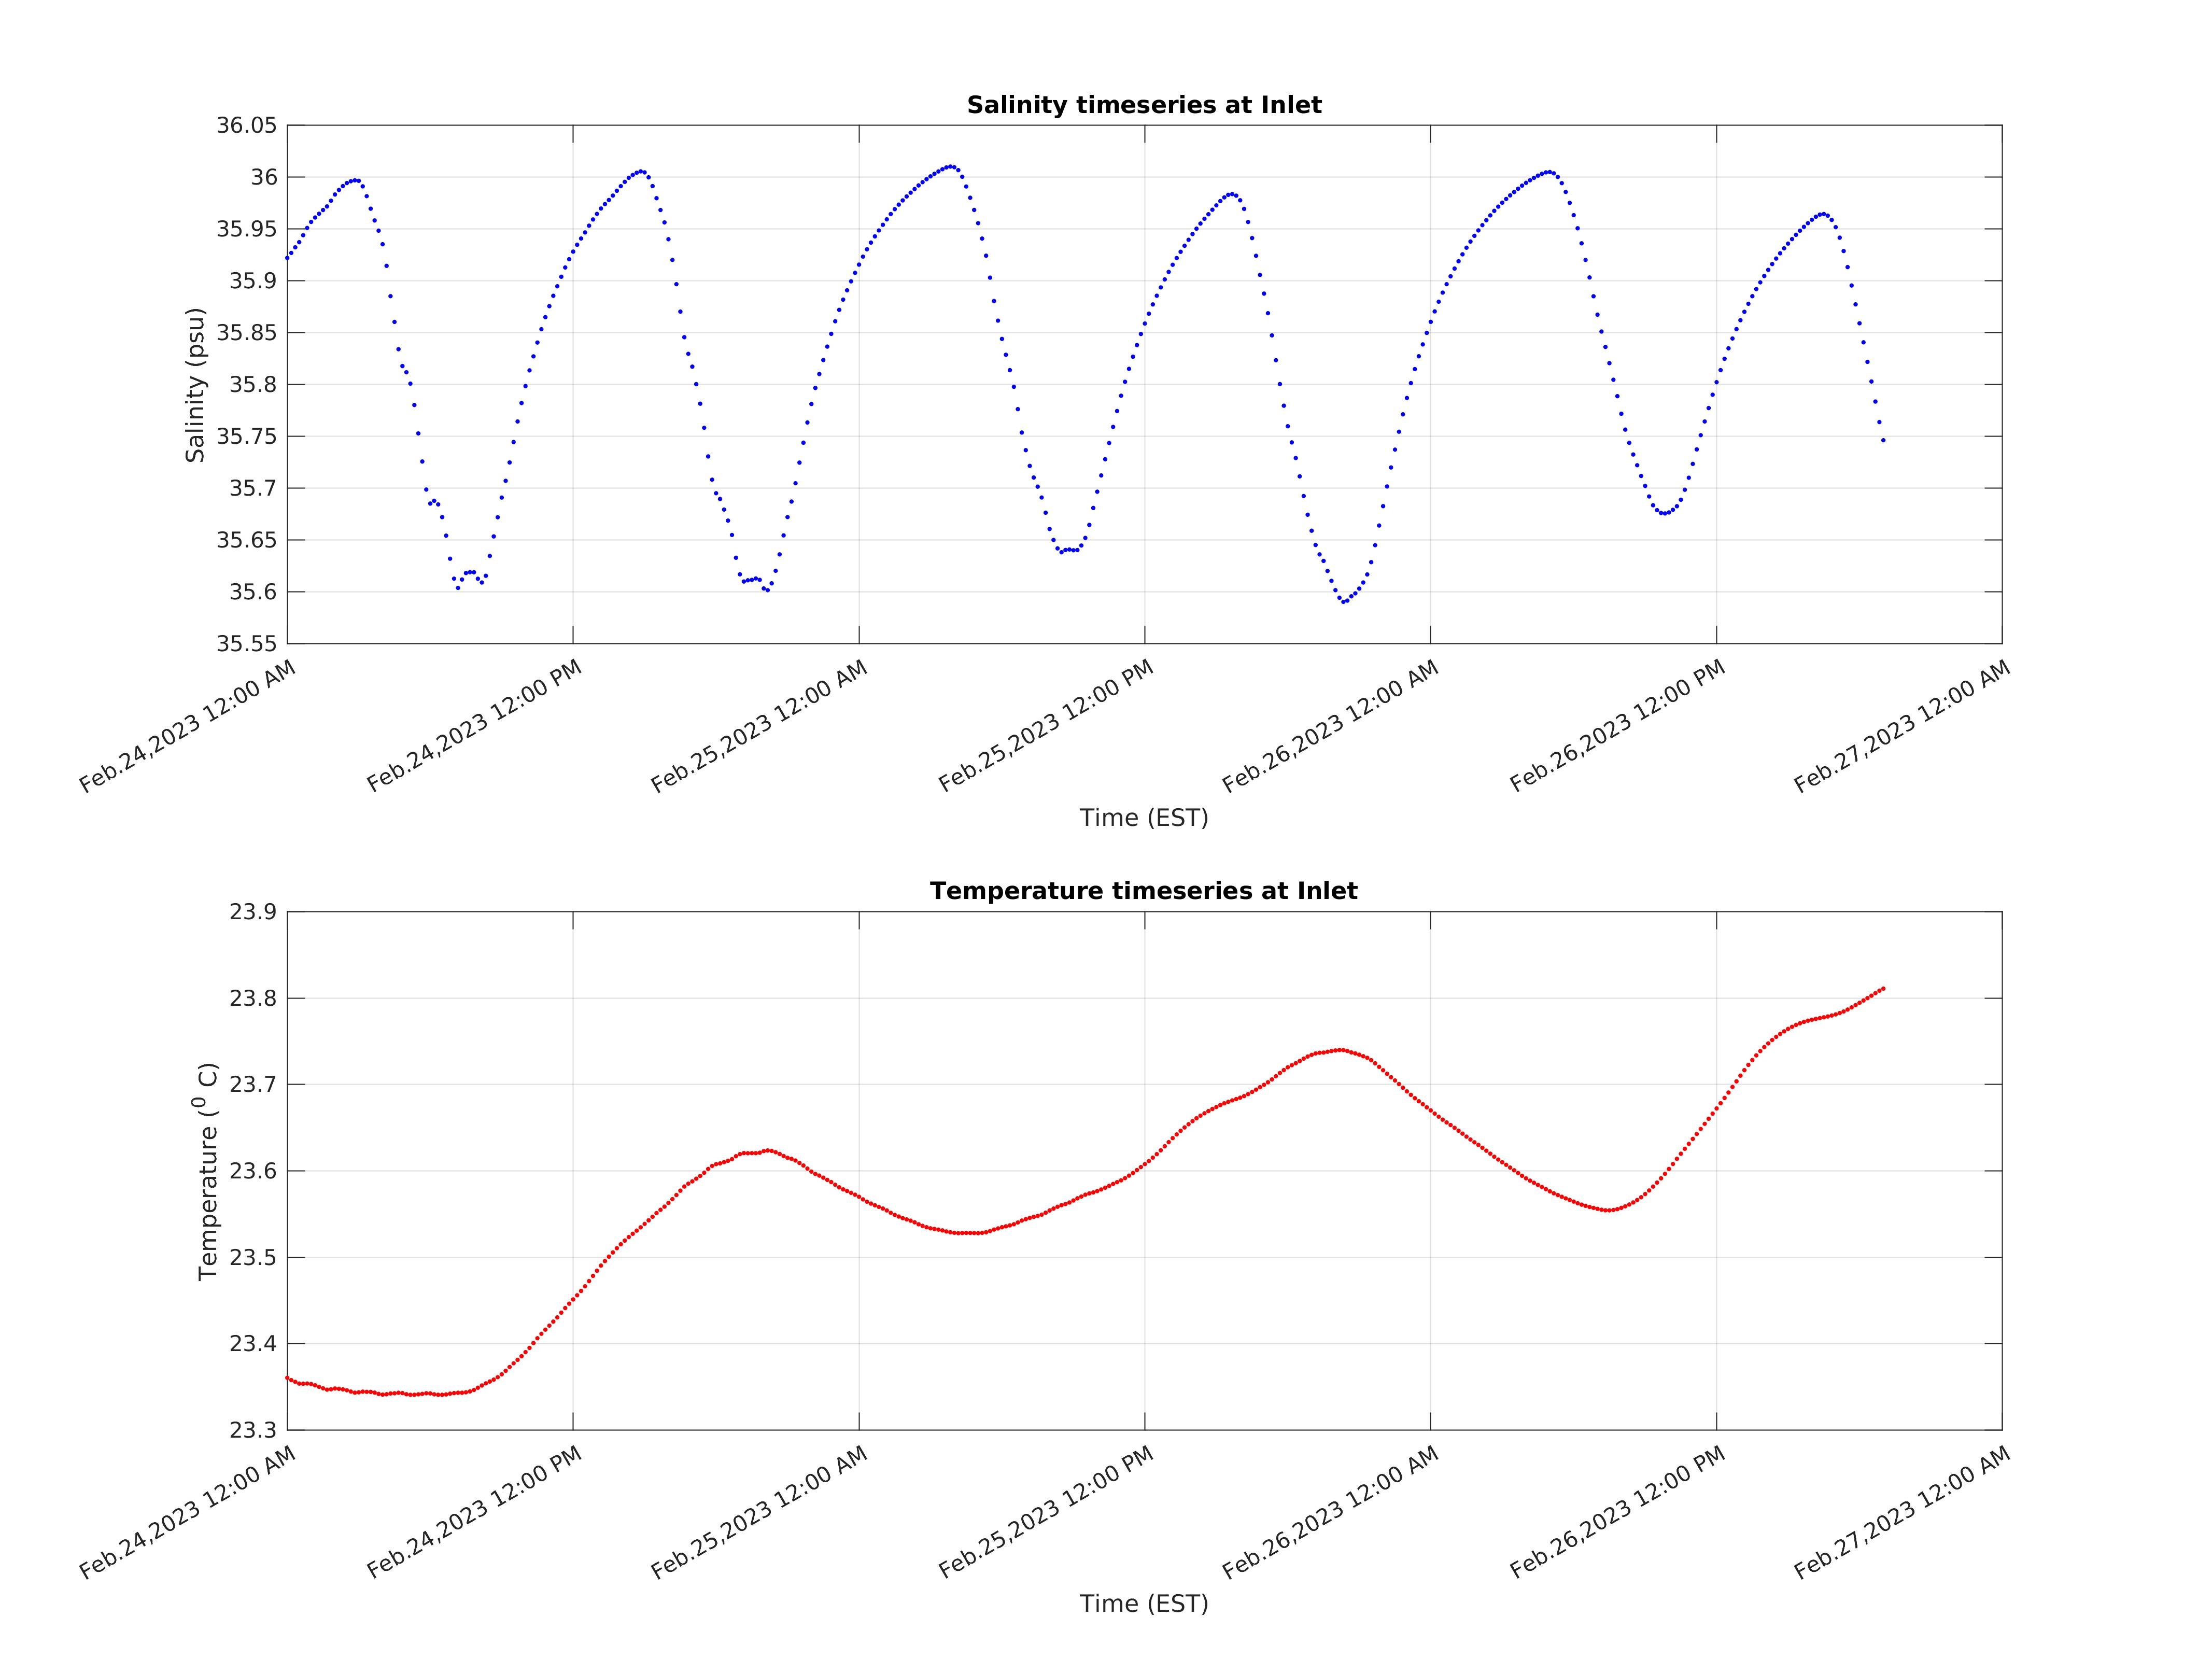 Salinity timeseries at Inlet
36.05
36
35.95
35.9
35.85
35.8
35.75
35.7
35.65
35.6
35.55
Salinity (psu)
Feb.24,2023 12:00 AM
Feb.24,2023 12:00 PM
Feb.25,2023 12:00 AM
Feb.25,2023 12:00 PM
Feb.26,2023 12:00 AM
Feb.26,2023 12:00 PM
Feb.27,2023 12:00 AM
Time (EST)
Temperature timeseries at Inlet
23.9
23.8
23.7
23.6
23.5
23.4
23.3
Temperature (⁰ C)
Feb.24,2023 12:00 AM
Feb.24,2023 12:00 PM
Feb.25,2023 12:00 AM
Feb.25,2023 12:00 PM
Feb.26,2023 12:00 AM
Feb.26,2023 12:00 PM
Feb.27,2023 12:00 AM
Time (EST)